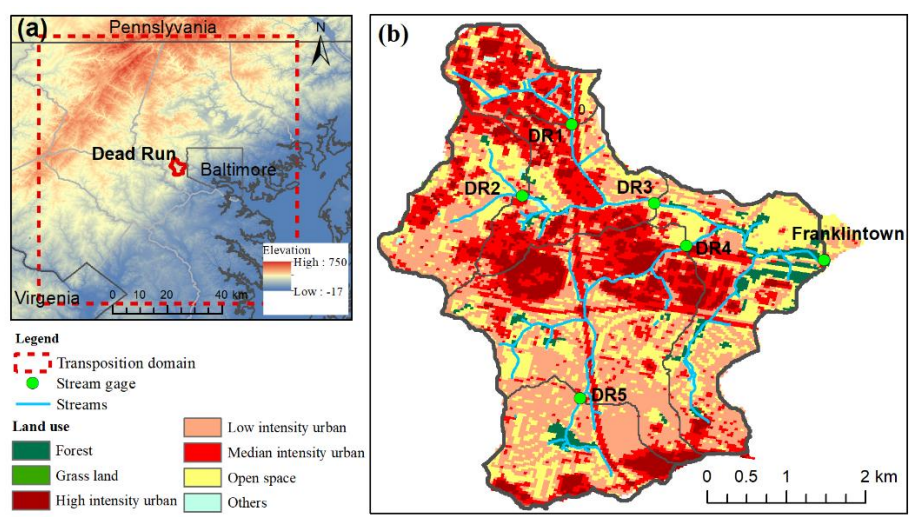 (a)
Pennslyvania
N
Dead Run
Baltimore
Elevation
High : 750
Low : -17
Virgenia
0 10 20 40 km
Legend
Transposition domain
Stream gage
Streams
Land use
Forest
Grass land
High intensity urban
Low intensity urban
Median intensity urban
Open space
Others
(b)
0
DR1
DR2
DR3
Franklintown
DR4
DR5
0 0.5 1 2 km